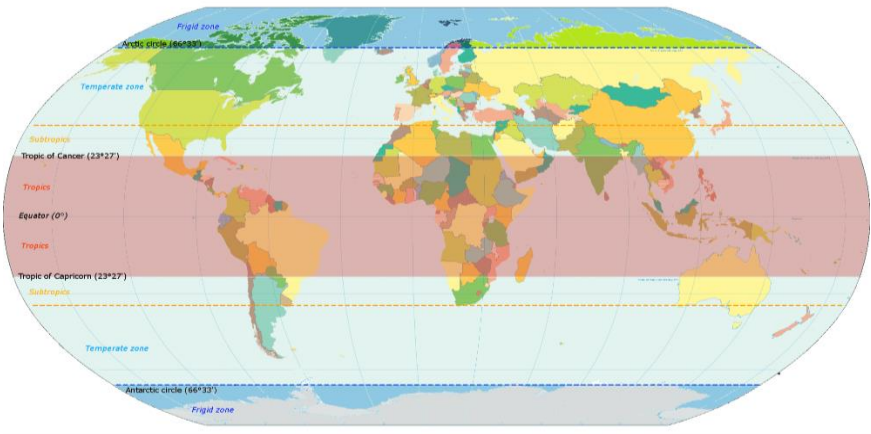 Frigid zone
Arctic circle (66°33')
Temperate zone
Subtropics
Tropic of Cancer (23°27')
Tropics
Equator (0°)
Tropics
Tropic of Capricorn (23°27')
Subtropics
Temperate zone
Antarctic circle (66°33')
Frigid zone